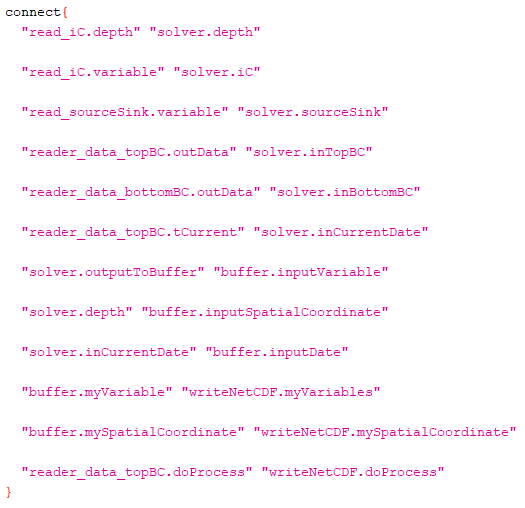 connect{
"read_iC.depth" "solver.depth"
"read_iC.variable" "solver.iC"
"read_sourceSink.variable" "solver.sourceSink"
"reader_data_topBC.outData" "solver.inTopBC"
"reader_data_bottomBC.outData" "solver.inBottomBC"
"reader_data_topBC.tCurrent" "solver.inCurrentDate"
"solver.outputToBuffer" "buffer.inputVariable"
"solver.depth" "buffer.inputSpatialCoordinate"
"solver.inCurrentDate" "buffer.inputDate"
"buffer.myVariable" "writeNetCDF.myVariables"
"buffer.mySpatialCoordinate" "writeNetCDF.mySpatialCoordinate"
"reader_data_topBC.doProcess" "writeNetCDF.doProcess"
}